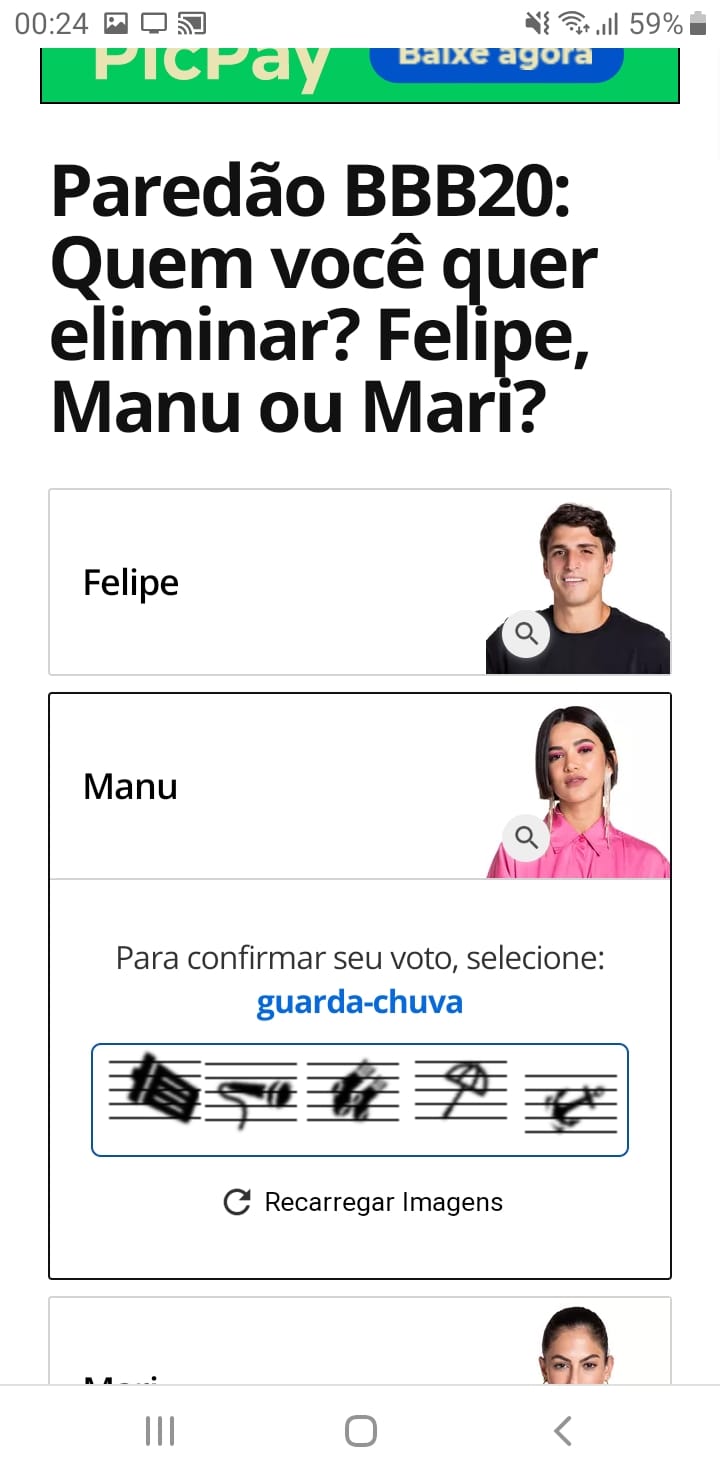 00:24
59%
PicPay
Baixe agora
Paredão BBB20:
Quem você quer
eliminar? Felipe,
Manu ou Mari?
Felipe
Manu
Para confirmar seu voto, selecione:
guarda-chuva
Recarregar Imagens
Mari